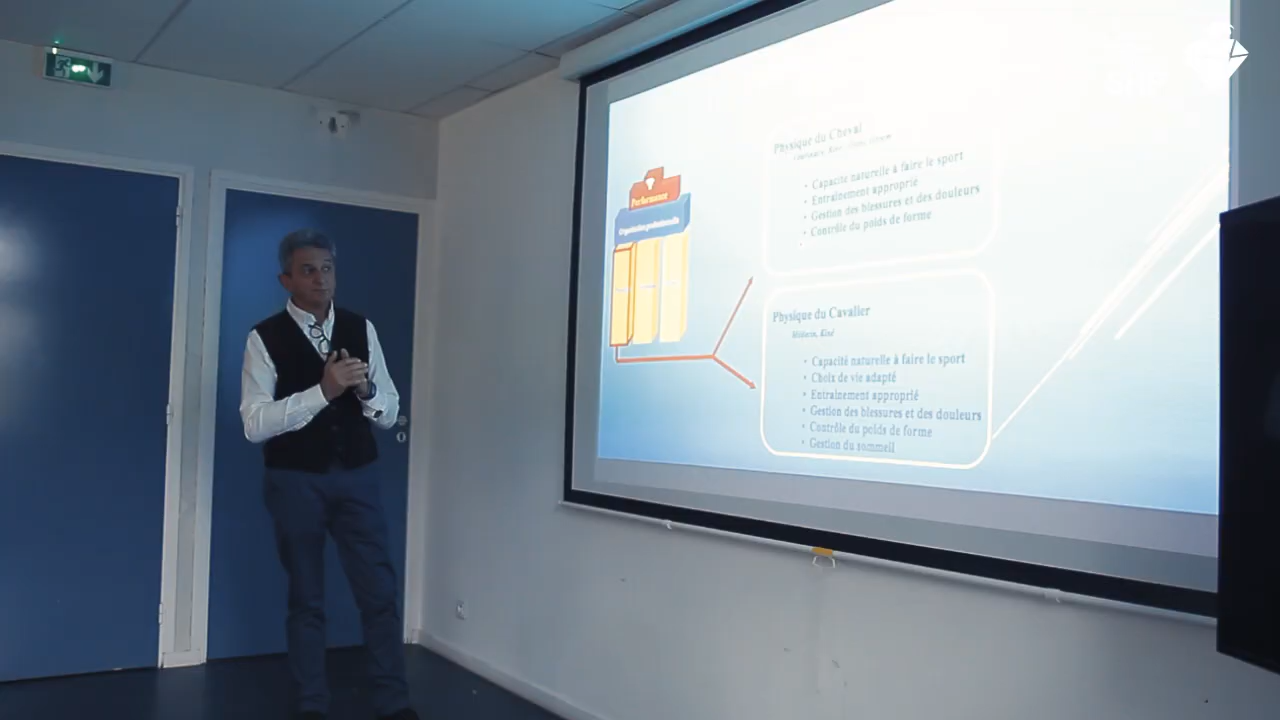 Performance
Physique du Cheval
Capacité naturelle à faire le sport
Entrainement approprié
Gestion des blessures et des douleurs
Contrôle du poids de forme
Physique du Cavalier
Médecin, Kiné
Capacité naturelle à faire le sport
Choix de vie adapté
Entrainement approprié
Gestion des blessures et des douleurs
Contrôle du poids de forme
Gestion du sommeil